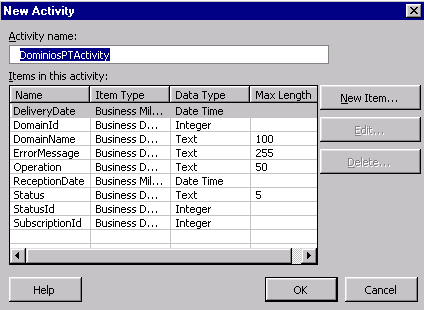 New Activity
Activity name:
DominiosPTActivity
Items in this activity:
Name Item Type Data Type Max Length
DeliveryDate Business Mil... Date Time
DomainId Business D... Integer
DomainName Business D... Text 100
ErrorMessage Business D... Text 255
Operation Business D... Text 50
ReceptionDate Business Mil... Date Time
Status Business D... Text 5
StatusId Business D... Integer
SubscriptionId Business D... Integer
New Item...
Edit...
Delete...
Help OK Cancel